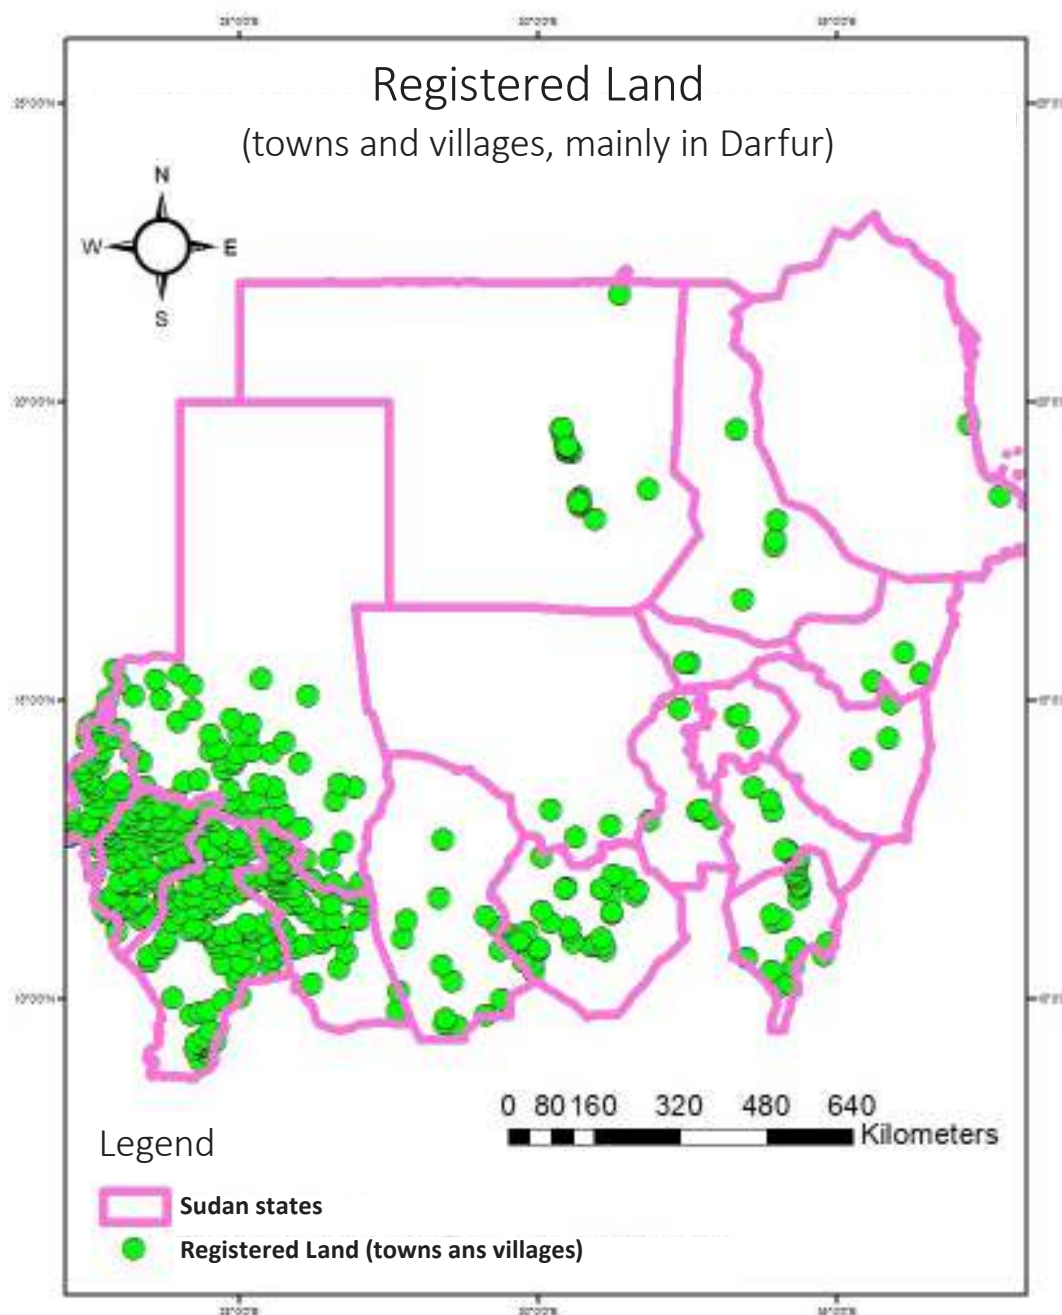 Registered Land
(towns and villages, mainly in Darfur)
N
W E
S
0 80 160 320 480 640
Kilometers
Legend
Sudan states
Registered Land (towns ans villages)